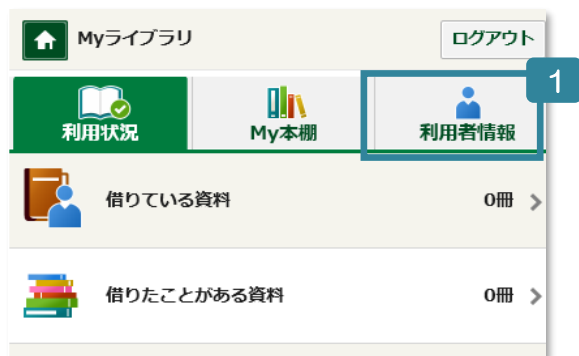 Myライブラリ
ログアウト
1
利用状況
My本棚
利用者情報
借りている資料
0冊
借りたことがある資料
0冊